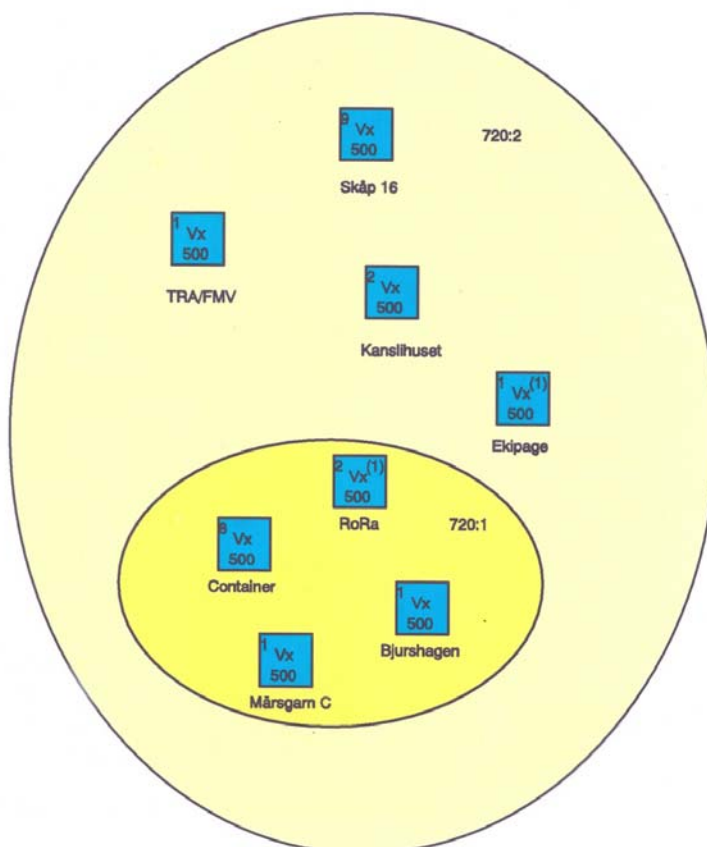 9
Vx
500
720:2
Skåp 16
1
Vx
500
TRA/FMV
2
Vx
500
Kanslihuset
1
Vx(1)
500
Ekipage
2
Vx(1)
500
RoRa
720:1
8
Vx
500
Container
1
Vx
500
Bjurshagen
1
Vx
500
Märsgarn C